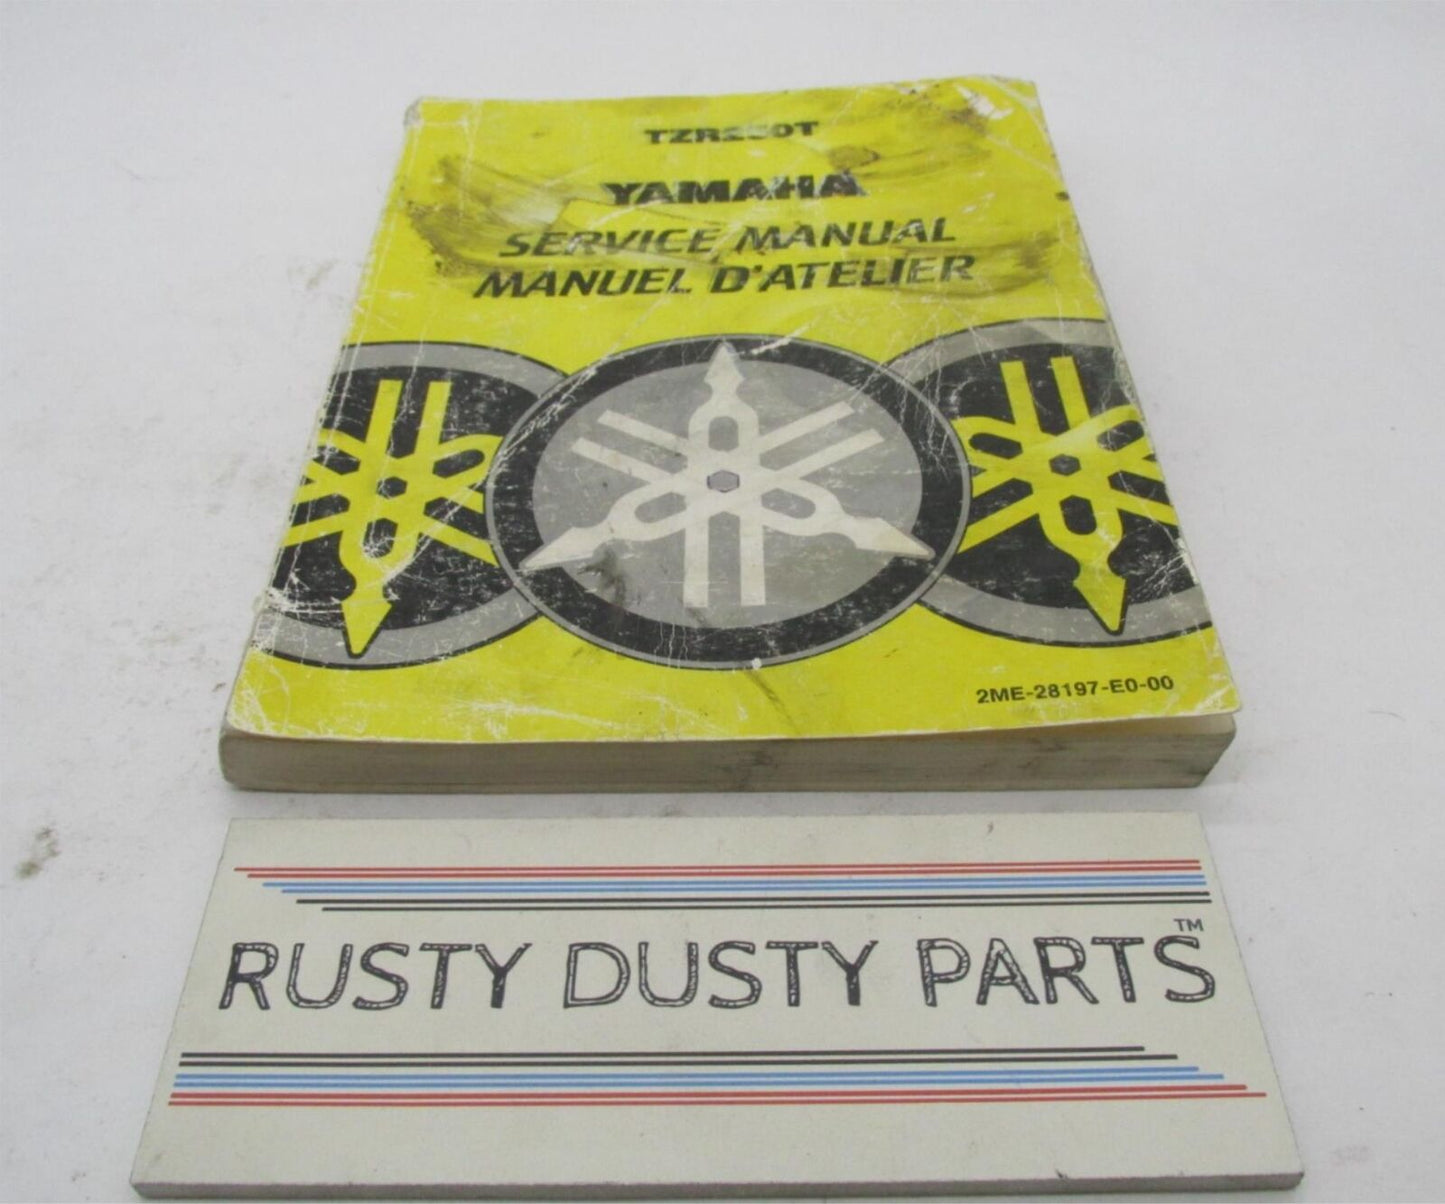 TZR250T
YAMAHA
SERVICE MANUAL
MANUEL D'ATELIER
2ME-28197-E0-00
RUSTY DUSTY PARTS™